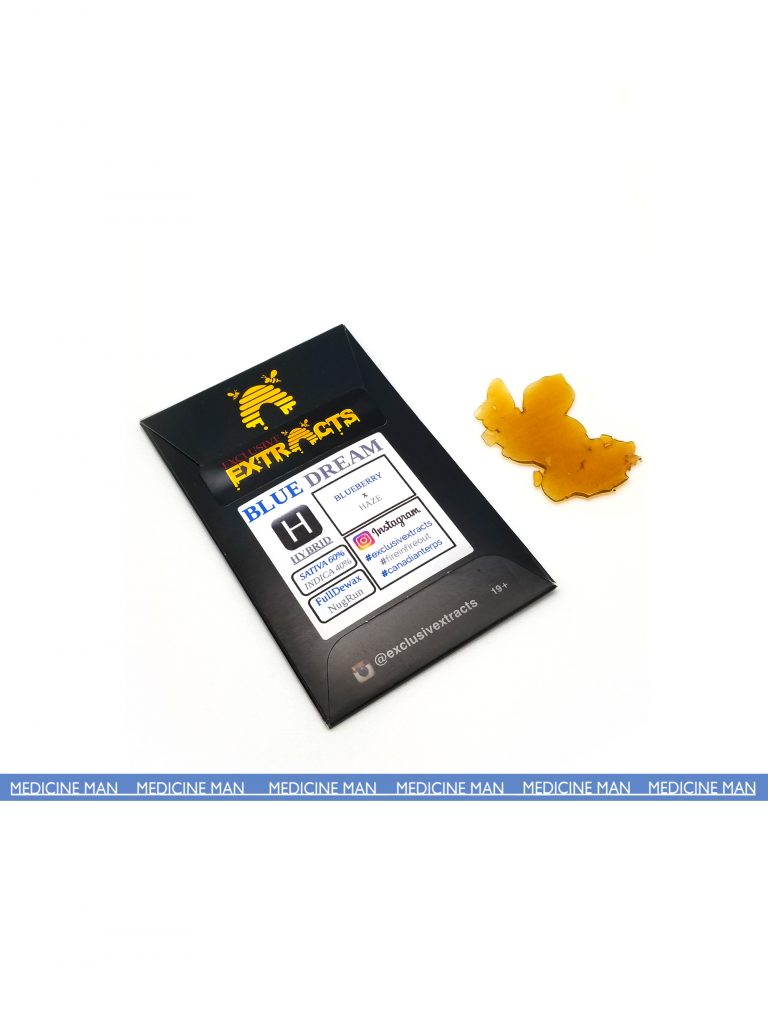 EXCLUSIVE
EXTRACTS
BLUE DREAM
H
HYBRID
SATIVA 60%
INDICA 40%
FullDewax
NugRun
BLUEBERRY
x
HAZE
Instagram
#exclusivextracts
#fireinfireout
#canadianterps
@exclusivextracts
19+
MEDICINE MAN MEDICINE MAN MEDICINE MAN MEDICINE MAN MEDICINE MAN MEDICINE MAN